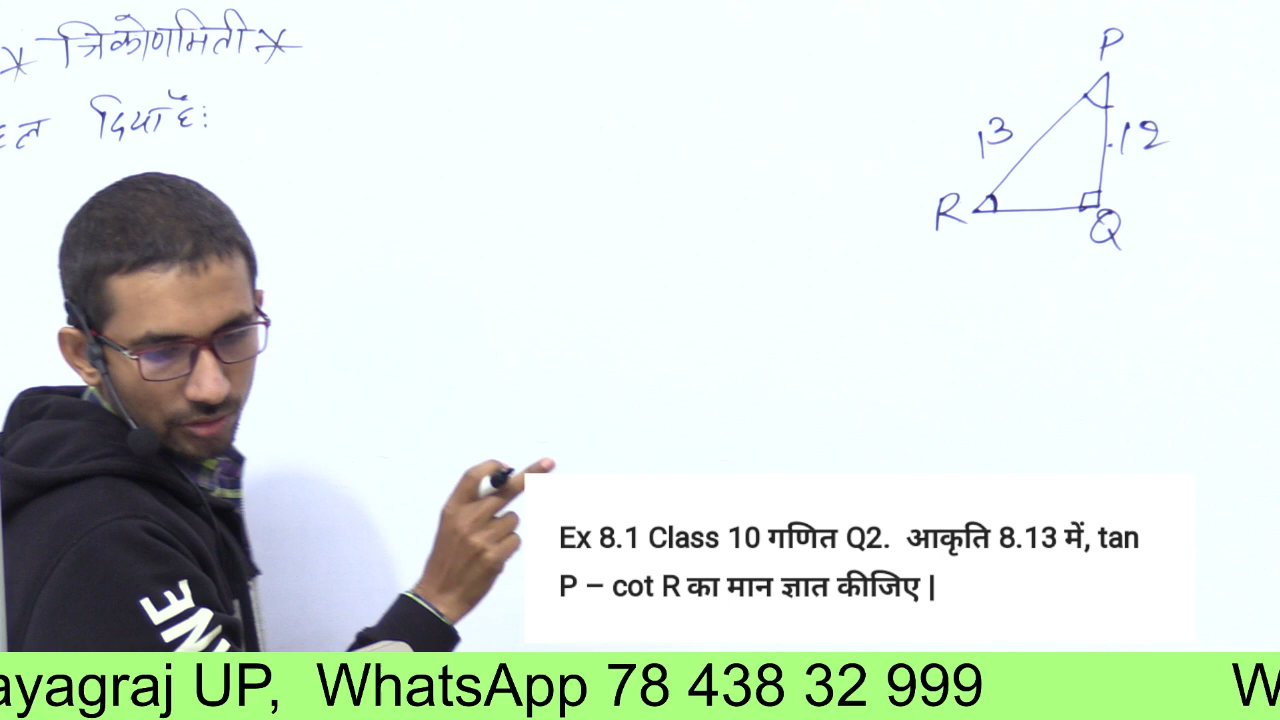 * त्रिकोणमिती *
हल दिया है:
P
13
12
R
Q
ENE
Ex 8.1 Class 10 गणित Q2. आकृति 8.13 में, tan
P – cot R का मान ज्ञात कीजिए |
ayagraj UP, WhatsApp 78 438 32 999
W